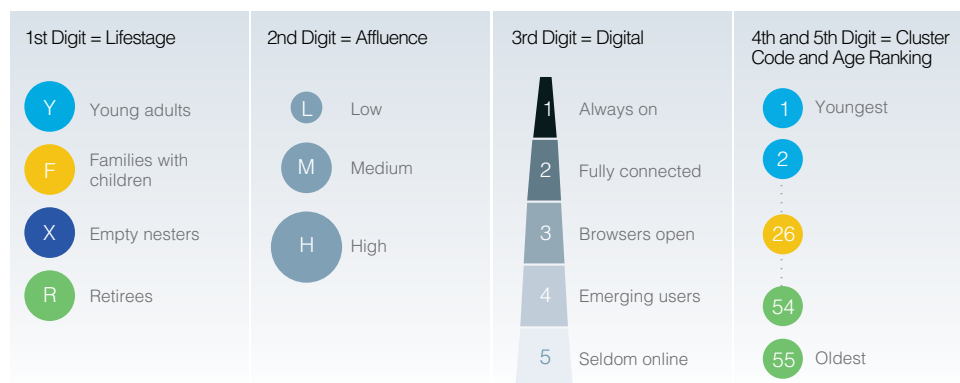 1st Digit = Lifestage
Y Young adults
F Families with
children
X Empty nesters
R Retirees
2nd Digit = Affluence
L Low
M Medium
H High
3rd Digit = Digital
1 Always on
2 Fully connected
3 Browsers open
4 Emerging users
5 Seldom online
4th and 5th Digit = Cluster
Code and Age Ranking
1 Youngest
2
26
54
55 Oldest